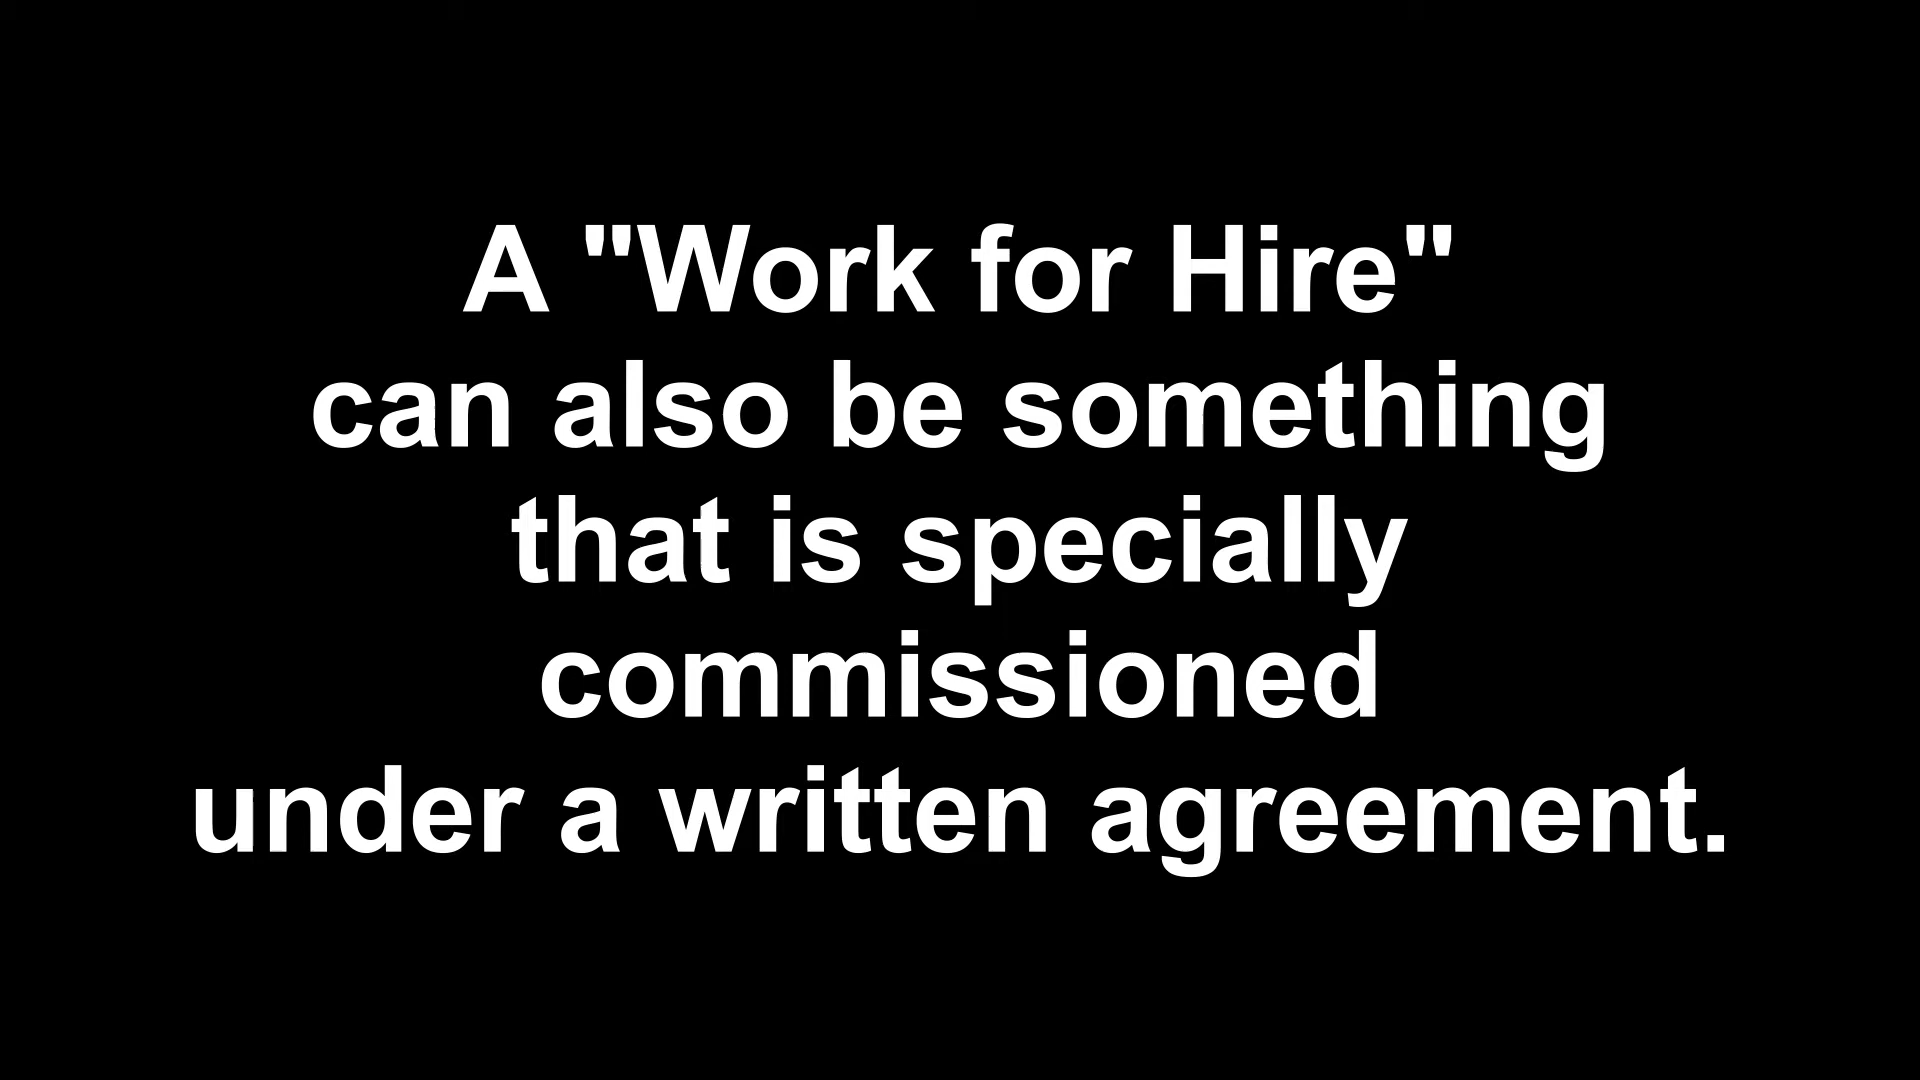 A "Work for Hire"
can also be something
that is specially
commissioned
under a written agreement.